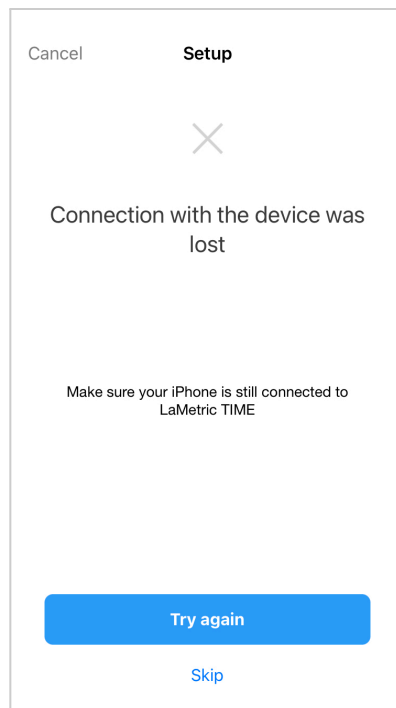 Cancel Setup
Connection with the device was
lost
Make sure your iPhone is still connected to
LaMetric TIME
Try again
Skip